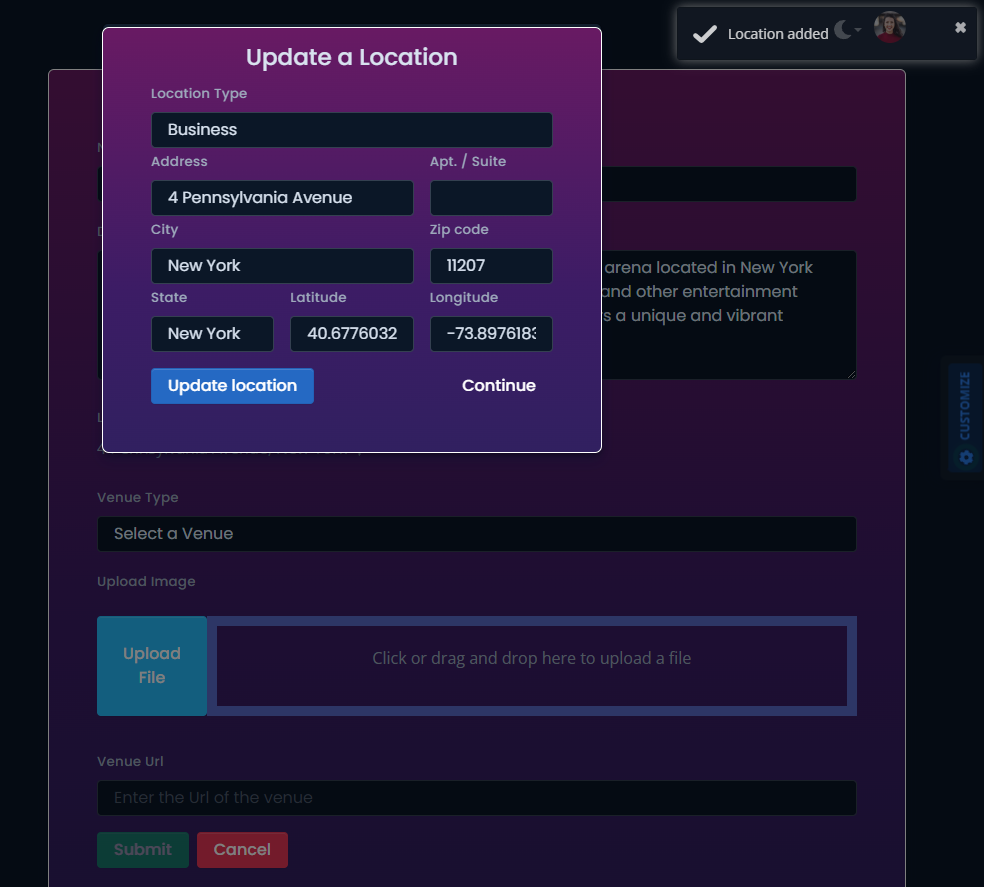 Location added
Update a Location
Location Type
Business
Address
Apt. / Suite
4 Pennsylvania Avenue
City
Zip code
New York
11207
State
Latitude
Longitude
New York
40.6776032
-73.8976183
Update location
Continue
arena located in New York
and other entertainment
s a unique and vibrant
CUSTOMIZE
Venue Type
Select a Venue
Upload Image
Upload
File
Click or drag and drop here to upload a file
Venue Url
Enter the Url of the venue
Submit
Cancel